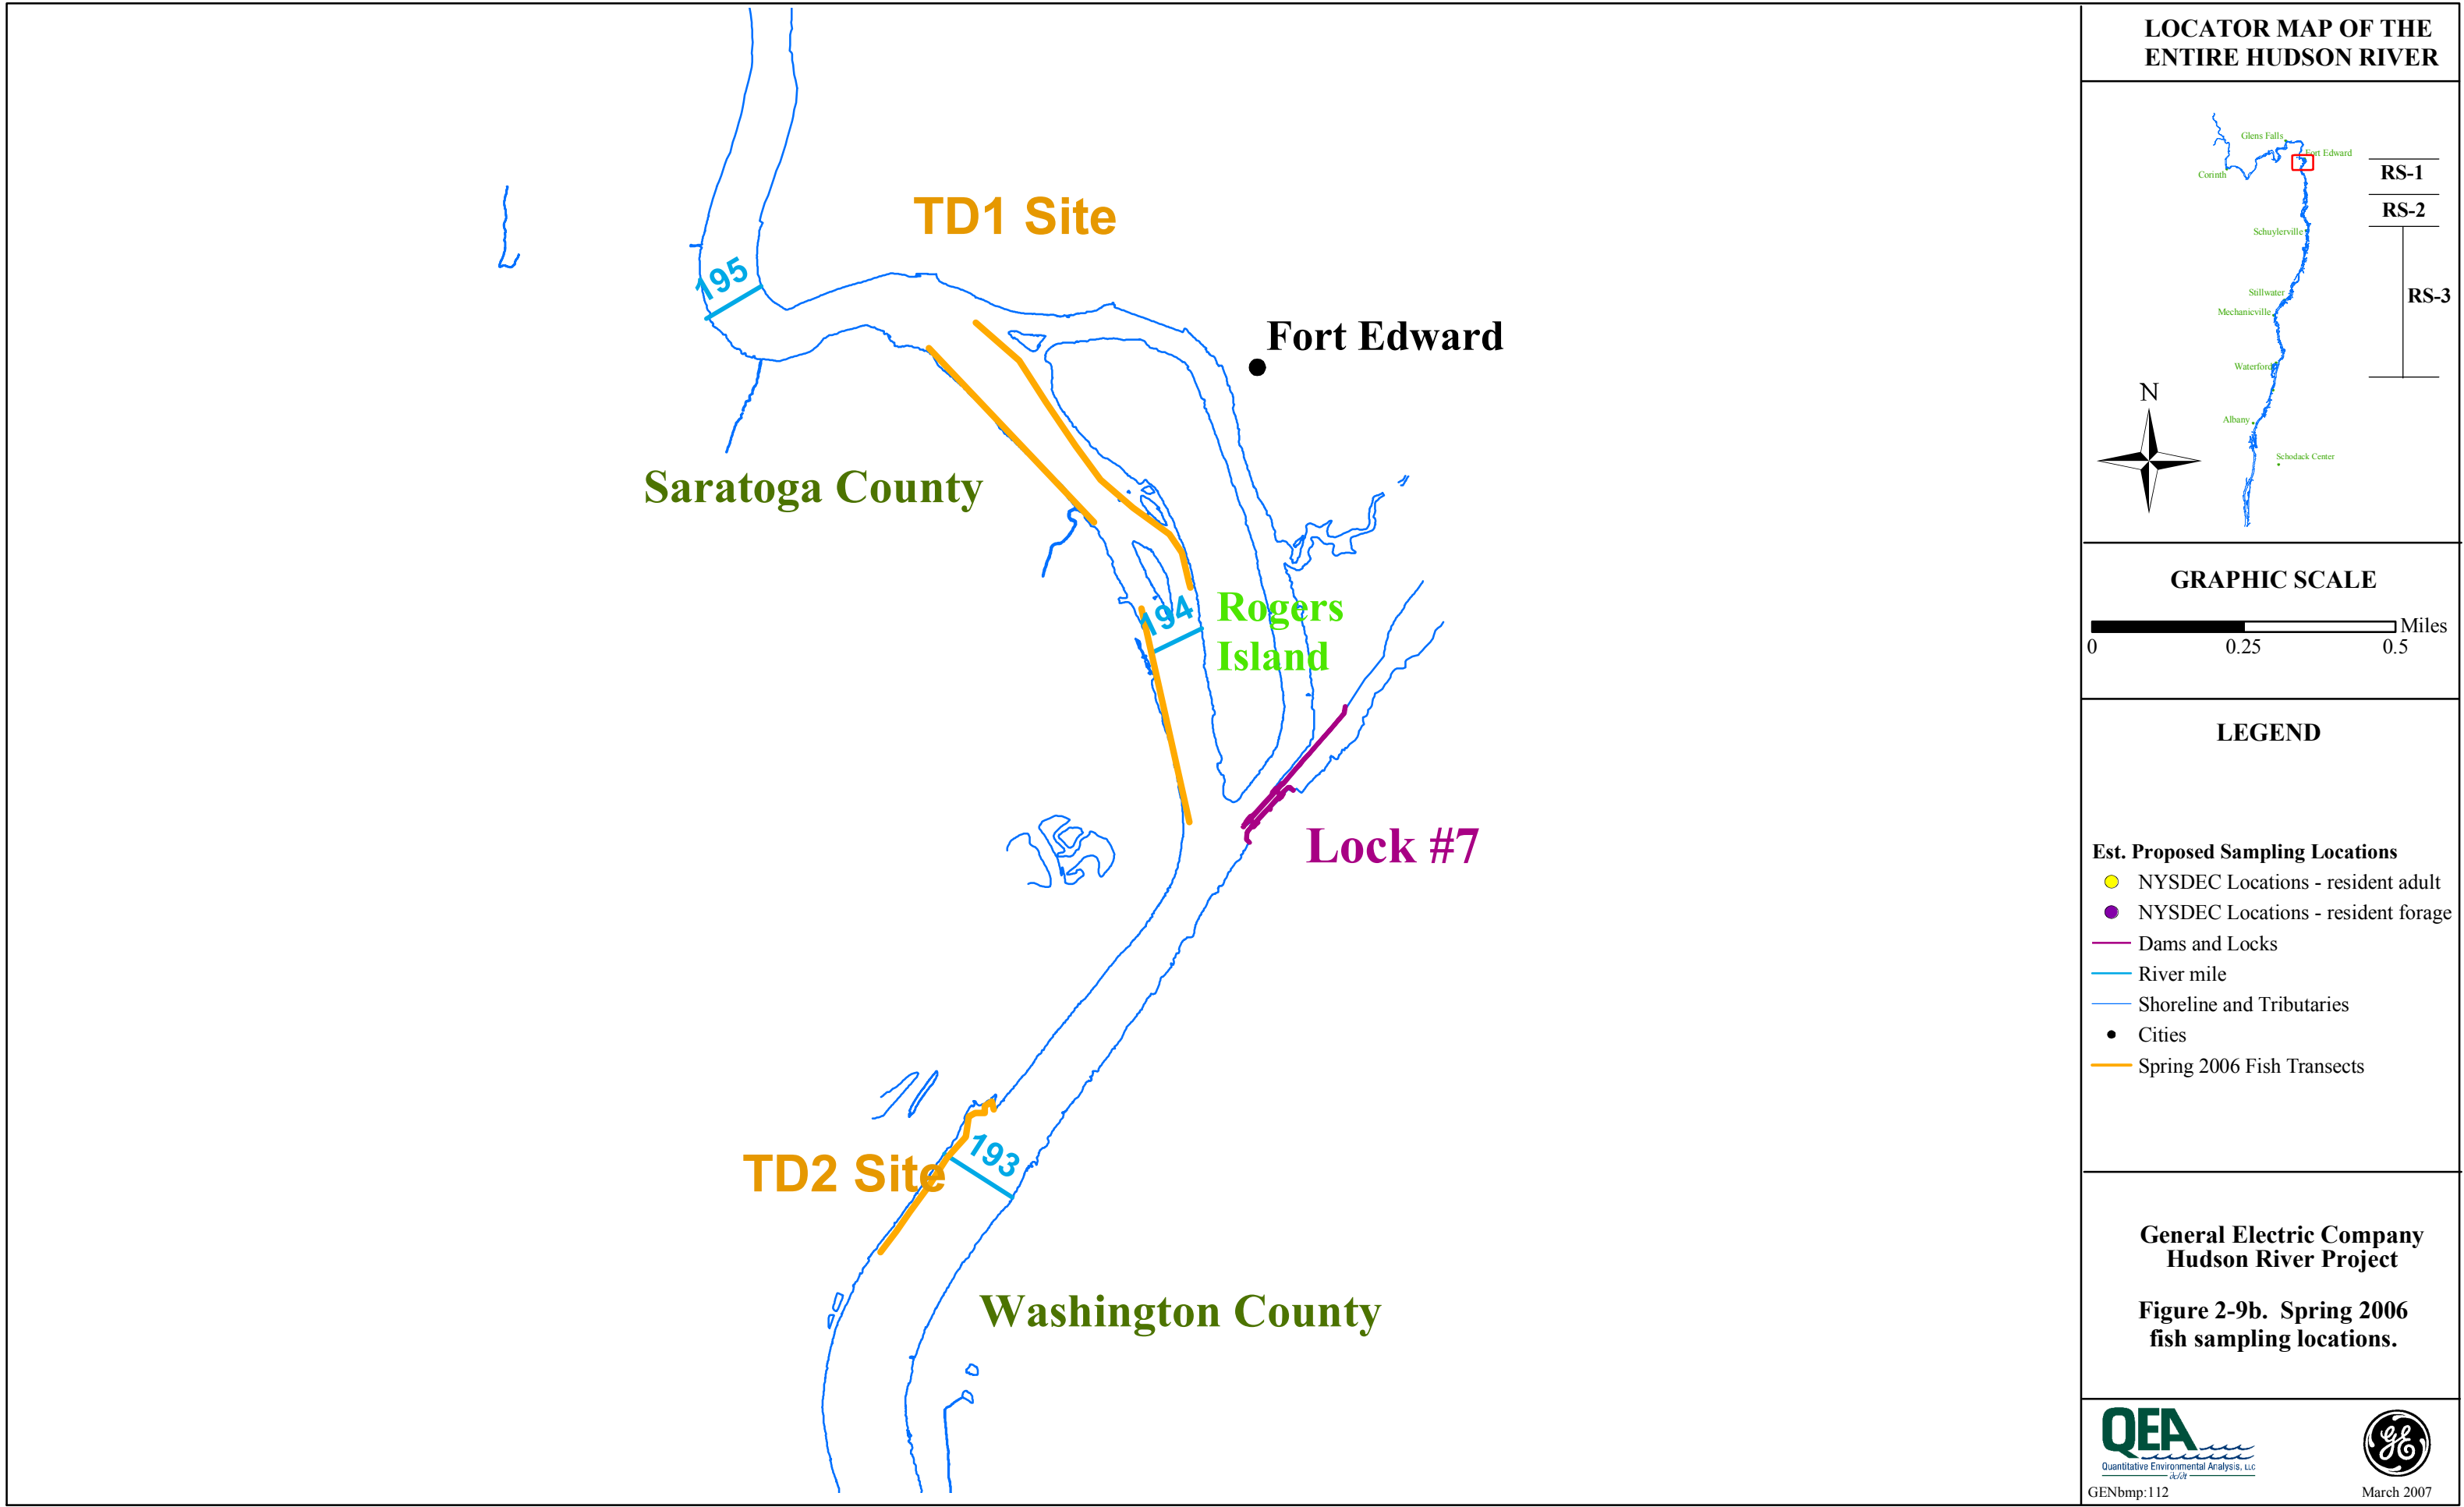 TD1 Site
195
Fort Edward
Saratoga County
194
Rogers
Island
Lock #7
193
TD2 Site
Washington County
LOCATOR MAP OF THE
ENTIRE HUDSON RIVER
Glens Falls
Fort Edward
Corinth
RS-1
RS-2
Schuylerville
Stillwater
RS-3
Mechanicville
Waterford
N
Albany
Schodack Center
GRAPHIC SCALE
Miles
0 0.25 0.5
LEGEND
Est. Proposed Sampling Locations
NYSDEC Locations - resident adult
NYSDEC Locations - resident forage
Dams and Locks
River mile
Shoreline and Tributaries
Cities
Spring 2006 Fish Transects
General Electric Company
Hudson River Project
Figure 2-9b. Spring 2006
fish sampling locations.
QEA
Quantitative Environmental Analysis, LLC
GE
GENbmp:112
March 2007